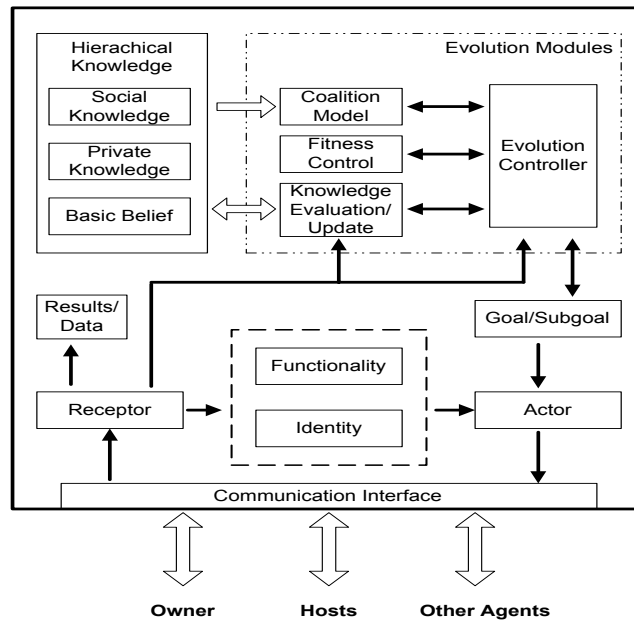 Hierachical
Knowledge
Social
Knowledge
Private
Knowledge
Basic Belief
Evolution Modules
Coalition
Model
Fitness
Control
Knowledge
Evaluation/
Update
Evolution
Controller
Results/
Data
Goal/Subgoal
Functionality
Receptor
Identity
Actor
Communication Interface
Owner
Hosts
Other Agents